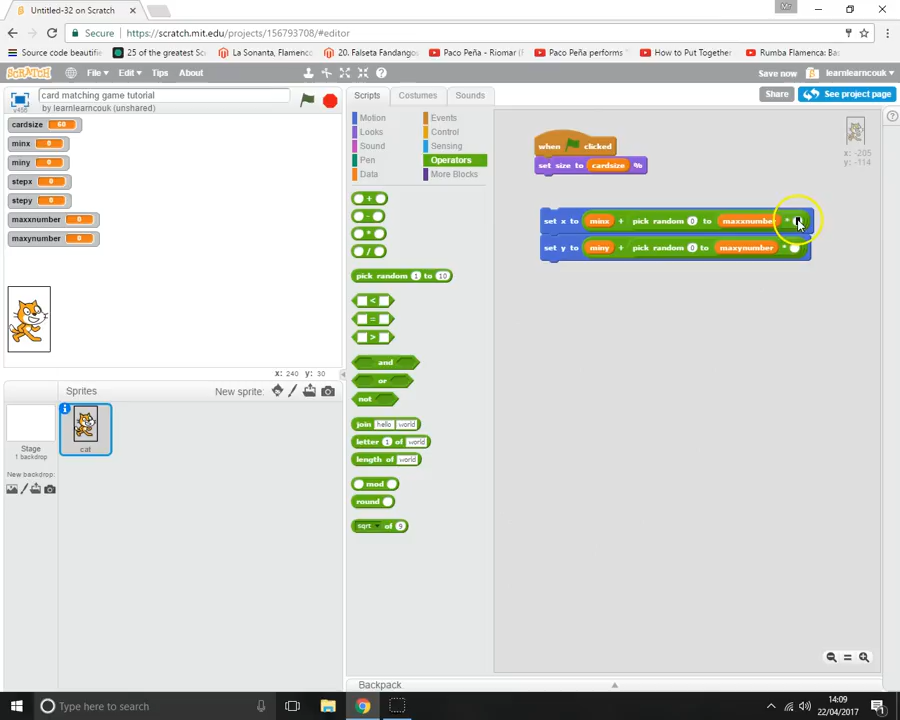 Untitled-32 on Scratch
Secure
https://scratch.mit.edu/projects/156793708/#editor
Source code beautifie
25 of the greatest Scr
La Sonanta, Flamenco
20. Falseta Fandangos
Paco Peña - Riomar (F
Paco Peña performs "
How to Put Together
Rumba Flamenca: Bas
SCRATCH
File
Edit
Tips
About
Save now
learnlearncouk
card matching game tutorial
by learnlearncouk (unshared)
v456
Scripts
Costumes
Sounds
Share
See project page
cardsize 60
minx 0
miny 0
stepx 0
stepy 0
maxxnumber 0
maxynumber 0
Motion
Looks
Sound
Pen
Data
Events
Control
Sensing
Operators
More Blocks
+
-
*
/
pick random 1 to 10
<
=
>
and
or
not
join hello world
letter 1 of world
length of world
mod
round
sqrt of 9
when clicked
set size to cardsize %
set x to minx + pick random 0 to maxxnumber *
set y to miny + pick random 0 to maxynumber *
x: -205
y: -114
x: 240 y: 30
Sprites
New sprite:
Stage
1 backdrop
New backdrop:
cat
Backpack
Type here to search
14:09
22/04/2017